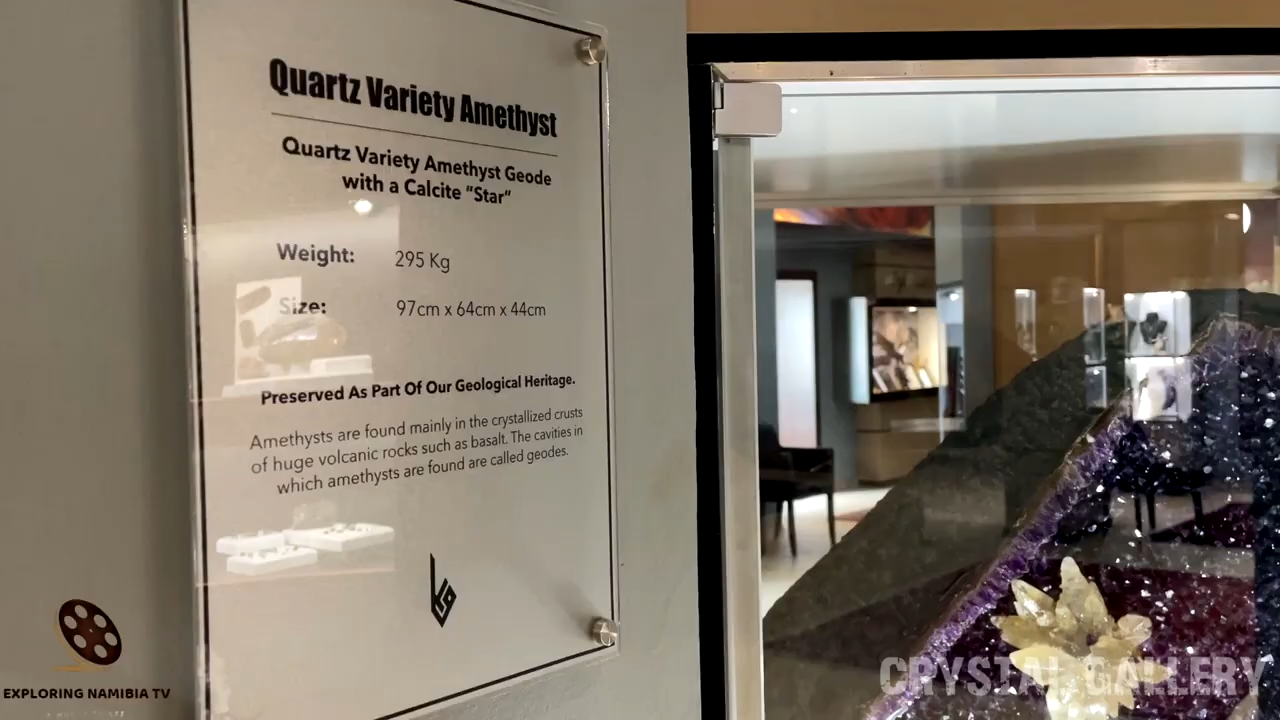 Quartz Variety Amethyst
Quartz Variety Amethyst Geode
with a Calcite "Star"
Weight: 295 Kg
Size: 97cm x 64cm x 44cm
Preserved As Part Of Our Geological Heritage.
Amethysts are found mainly in the crystallized crusts
of huge volcanic rocks such as basalt. The cavities in
which amethysts are found are called geodes.
EXPLORING NAMIBIA TV
CRYSTAL GALLERY